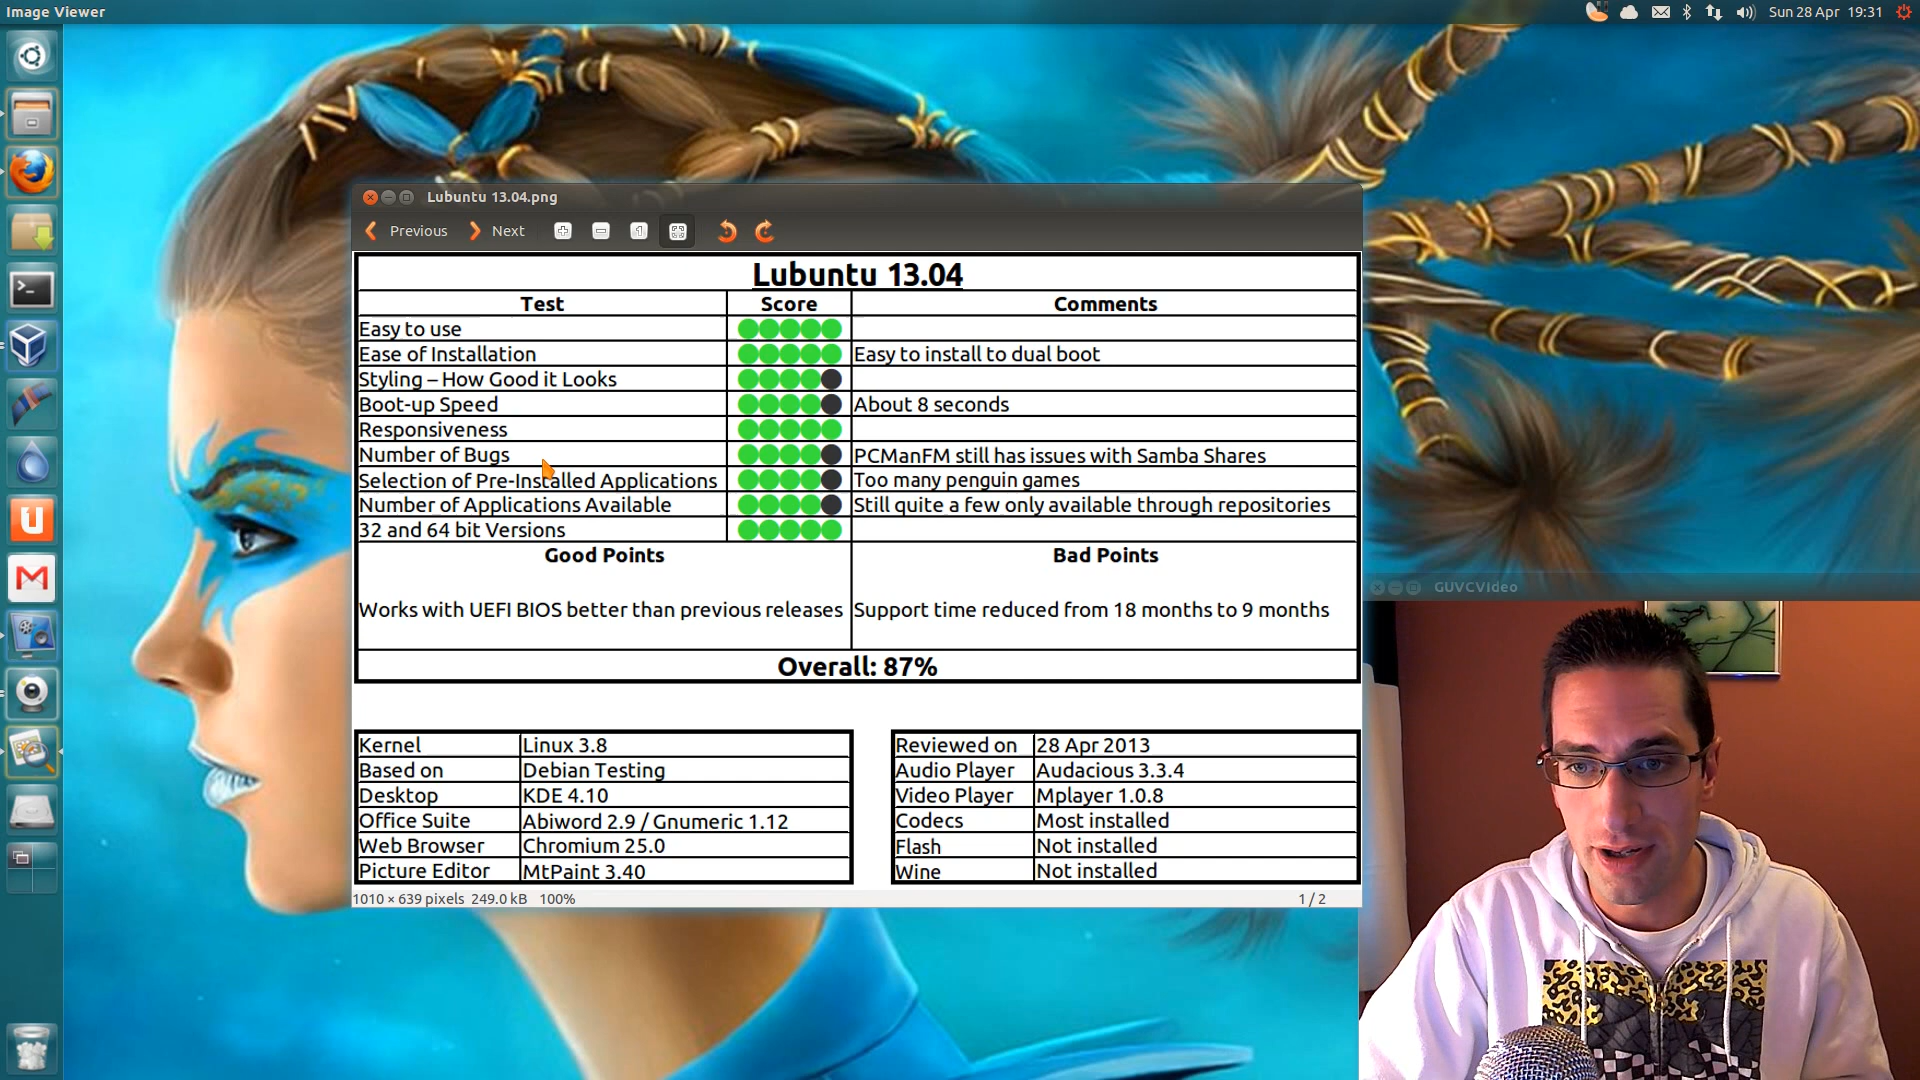 Image Viewer
Sun 28 Apr 19:31
Lubuntu 13.04.png
Previous Next
Lubuntu 13.04
Test Score Comments
Easy to use
Ease of Installation Easy to install to dual boot
Styling – How Good it Looks
Boot-up Speed About 8 seconds
Responsiveness
Number of Bugs PCManFM still has issues with Samba Shares
Selection of Pre-Installed Applications Too many penguin games
Number of Applications Available Still quite a few only available through repositories
32 and 64 bit Versions
Good Points Bad Points
Works with UEFI BIOS better than previous releases Support time reduced from 18 months to 9 months
Overall: 87%
Kernel Linux 3.8
Based on Debian Testing
Desktop KDE 4.10
Office Suite Abiword 2.9 / Gnumeric 1.12
Web Browser Chromium 25.0
Picture Editor MtPaint 3.40
Reviewed on 28 Apr 2013
Audio Player Audacious 3.3.4
Video Player Mplayer 1.0.8
Codecs Most installed
Flash Not installed
Wine Not installed
1010 × 639 pixels 249.0 kB 100% 1 / 2
GUVCVideo